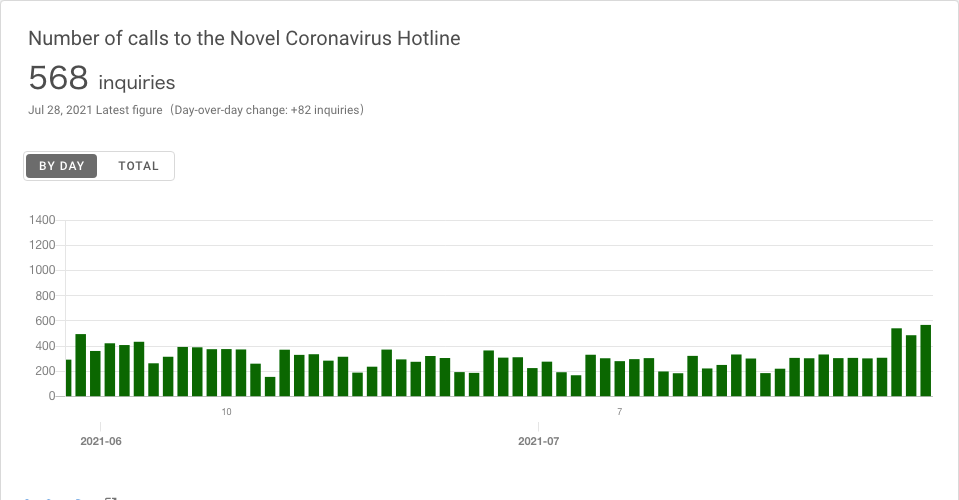 Number of calls to the Novel Coronavirus Hotline
568 inquiries
Jul 28, 2021 Latest figure（Day-over-day change: +82 inquiries）
BY DAY TOTAL
1400
1200
1000
800
600
400
200
0
10 7
2021-06 2021-07